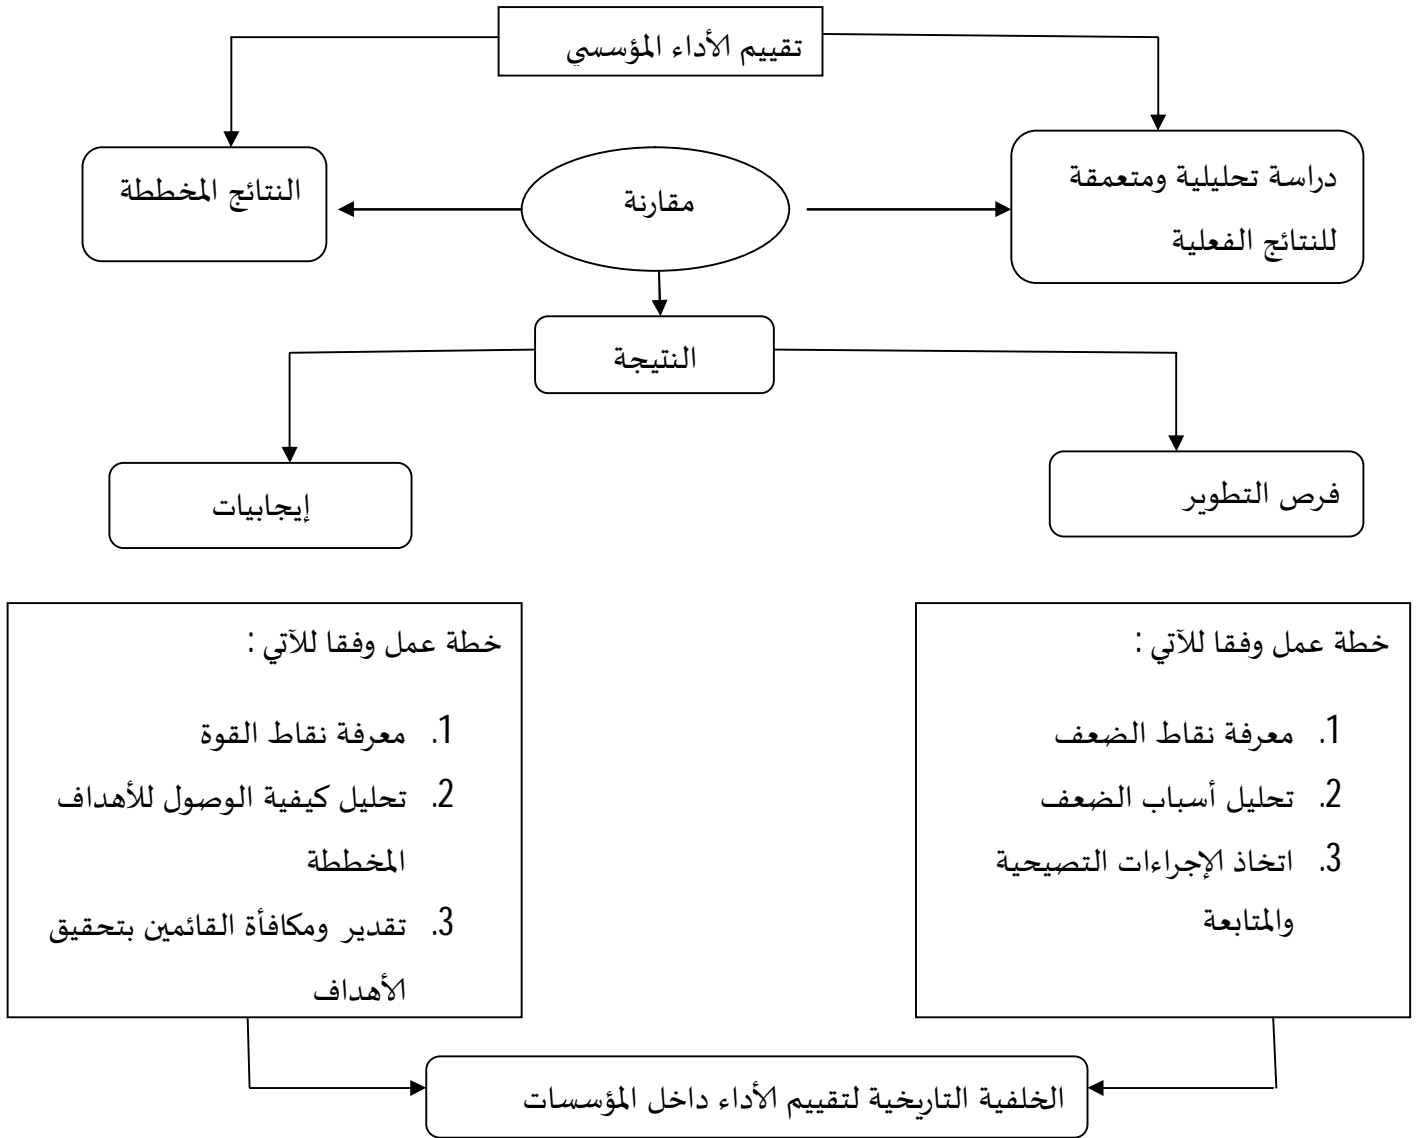 تقييم الأداء المؤسسي
دراسة تحليلية ومتعمقة
للنتائج الفعلية
مقارنة
النتائج المخططة
النتيجة
فرص التطوير
إيجابيات
خطة عمل وفقا للآتي :
1. معرفة نقاط الضعف
2. تحليل أسباب الضعف
3. اتخاذ الإجراءات التصيحية
والمتابعة
خطة عمل وفقا للآتي :
1. معرفة نقاط القوة
2. تحليل كيفية الوصول للأهداف
المخططة
3. تقدير ومكافأة القائمين بتحقيق
الأهداف
الخلفية التاريخية لتقييم الأداء داخل المؤسسات